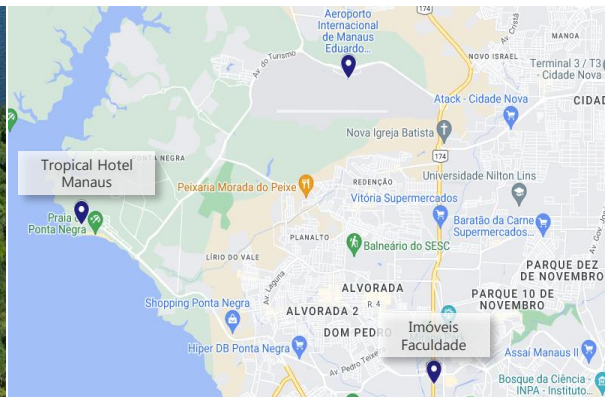 Aeroporto
Internacional
de Manaus
Eduardo...
174
Av. do Turismo
NOVO ISRAEL
MANOA
Terminal 3 / T3
- Cidade Nova
Attack - Cidade Nova
CIDAD
Nova Igreja Batista
174
Tropical Hotel
Manaus
PONTA NEGRA
Peixaria Morada do Peixe
REDENÇÃO
Universidade Nilton Lins
Vitória Supermercados
Praia
Ponta Negra
PLANALTO
Balneário do SESC
Baratão da Carne
Supermercados...
LÍRIO DO VALE
Av. Laguna
PARQUE DEZ
DE NOVEMBRO
ALVORADA
R. 4
PARQUE 10 DE
NOVEMBRO
Shopping Ponta Negra
ALVORADA 2
DOM PEDRO
Imóveis
Faculdade
Hiper DB Ponta Negra
Av. Pedro Teixe
Assaí Manaus II
Bosque da Ciência -
INPA - Instituto...